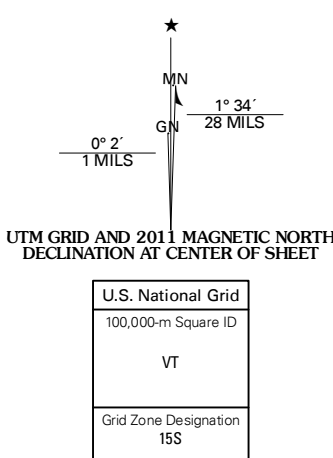 MN
1° 34´
28 MILS
GN
0° 2´
1 MILS
UTM GRID AND 2011 MAGNETIC NORTH
DECLINATION AT CENTER OF SHEET
U.S. National Grid
100,000-m Square ID
VT
Grid Zone Designation
15S